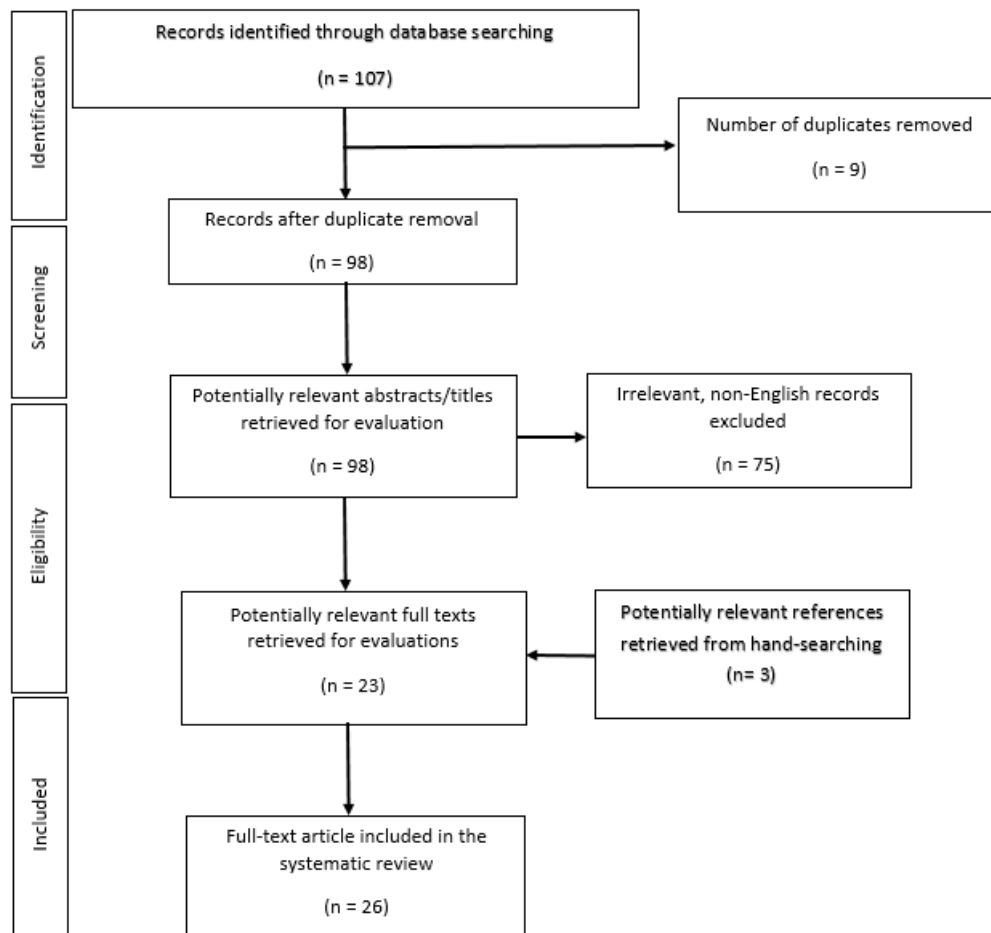 Identification
Records identified through database searching
(n = 107)
Number of duplicates removed
(n = 9)
Records after duplicate removal
(n = 98)
Screening
Potentially relevant abstracts/titles
retrieved for evaluation
(n = 98)
Irrelevant, non-English records
excluded
(n = 75)
Eligibility
Potentially relevant full texts
retrieved for evaluations
(n = 23)
Potentially relevant references
retrieved from hand-searching
(n= 3)
Included
Full-text article included in the
systematic review
(n = 26)